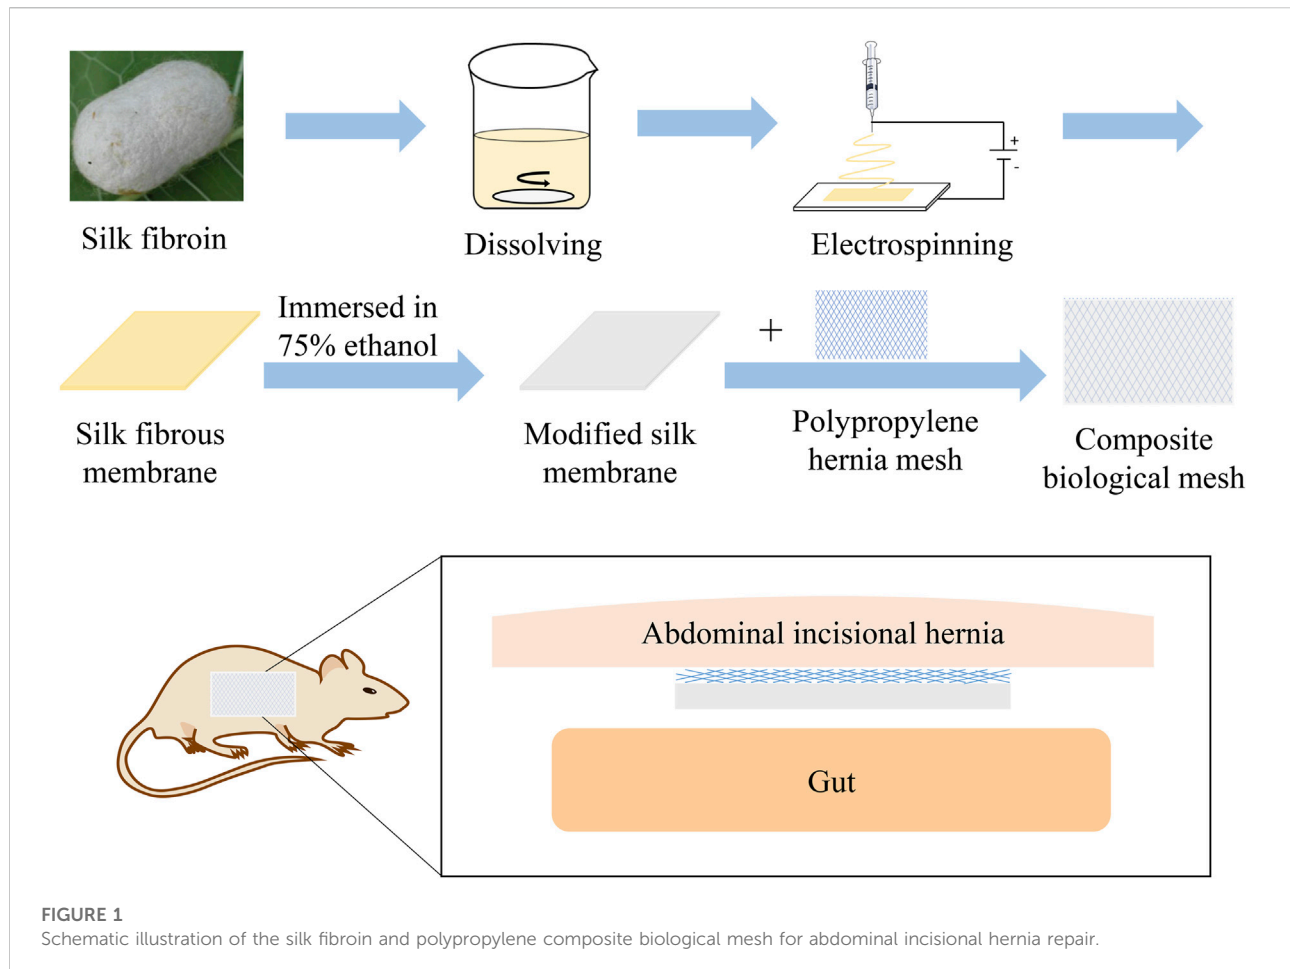 Silk fibroin
Dissolving
+
-
Electrospinning
Immersed in
75% ethanol
+
Silk fibrous
membrane
Modified silk
membrane
Polypropylene
hernia mesh
Composite
biological mesh
Abdominal incisional hernia
Gut
FIGURE 1
Schematic illustration of the silk fibroin and polypropylene composite biological mesh for abdominal incisional hernia repair.